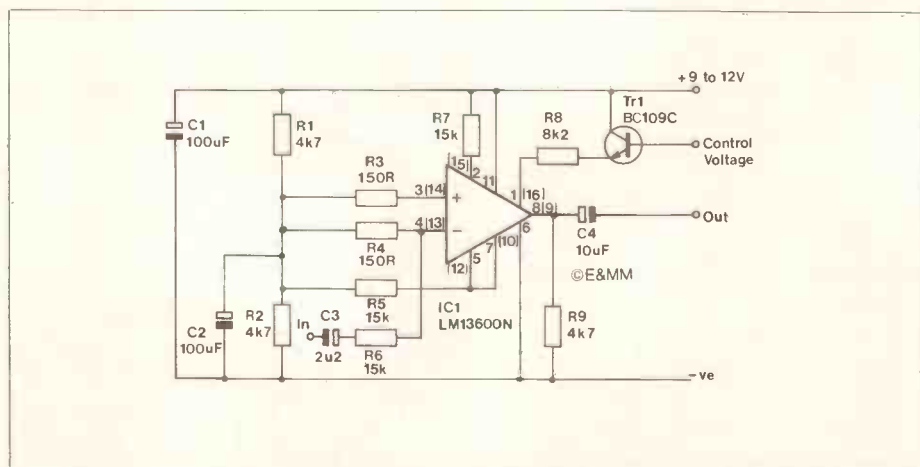 +9 to 12V
C1
100uF
R1
4k7
R7
15k
R8
8k2
Tr1
BC109C
Control
Voltage
R3
150R
R4
150R
R5
15k
R6
15k
3(14)
4(13)
(15) 2
11
+
−
1 (16)
8(9)
6
7 (10)
(12) 5
IC1
LM13600N
Out
C4
10uF
©E&MM
C2
100uF
R2
4k7
In
C3
2u2
R9
4k7
-ve